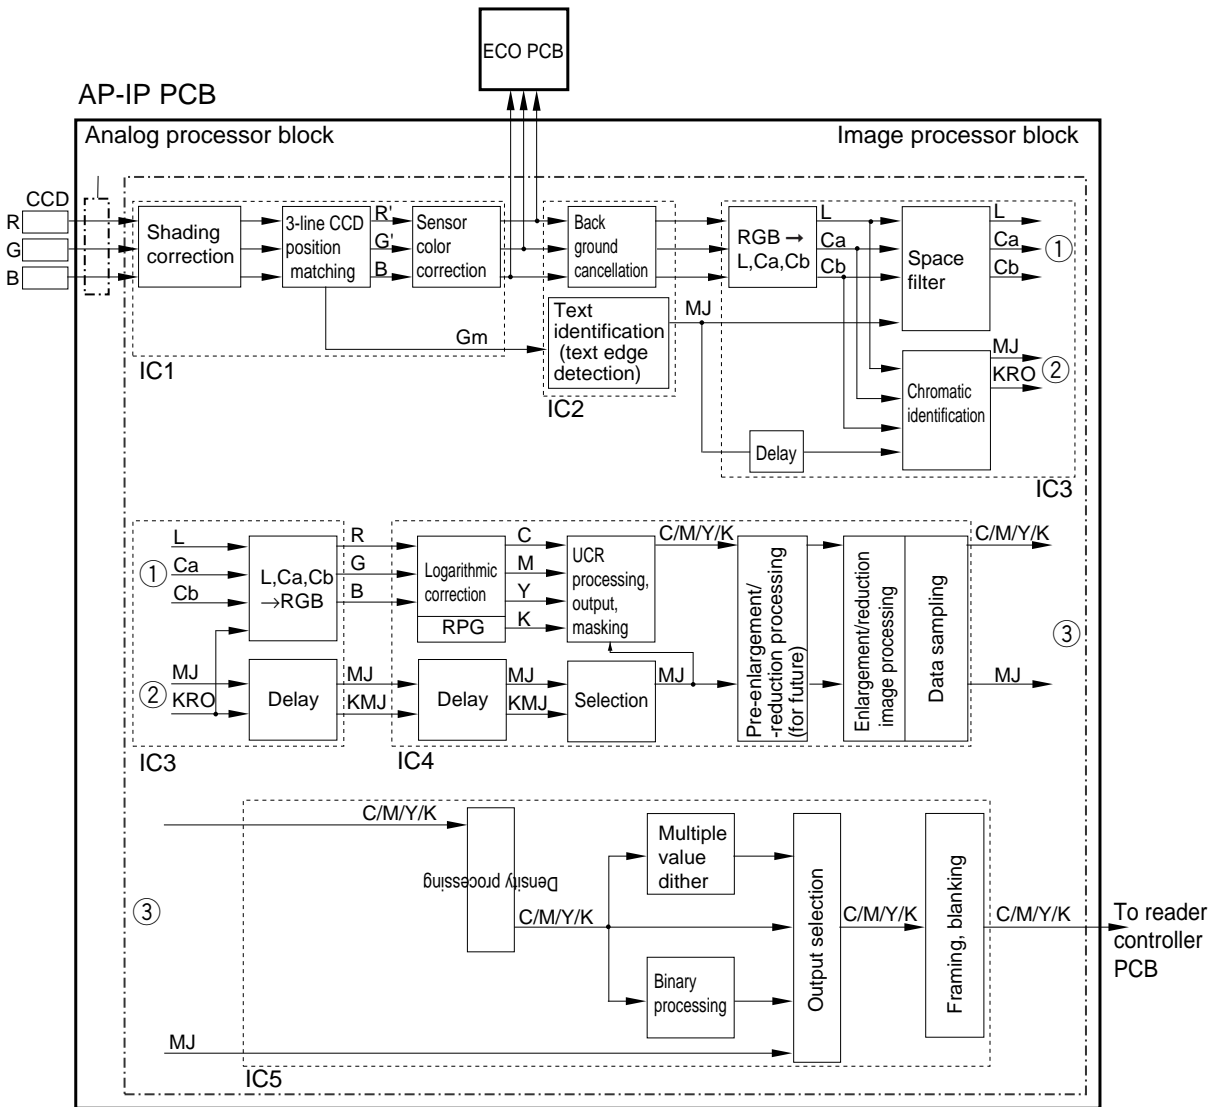 ECO PCB
AP-IP PCB
Analog processor block
Image processor block
CCD
R
G
B
Shading
correction
3-line CCD
position
matching
R'
G'
B
Sensor
color
correction
Back
ground
cancellation
RGB →
L,Ca,Cb
L
Ca
Cb
Space
filter
L
Ca
Cb
①
Gm
Text
identification
(text edge
detection)
MJ
IC1
IC2
Chromatic
identification
MJ
KRO
②
Delay
IC3
①
L
Ca
Cb
L,Ca,Cb
→RGB
R
G
B
Logarithmic
correction
RPG
C
M
Y
K
UCR
processing,
output,
masking
C/M/Y/K
Pre-enlargement/
-reduction processing
(for future)
Enlargement/reduction
image processing
Data sampling
C/M/Y/K
③
②
MJ
KRO
Delay
MJ
KMJ
Delay
MJ
KMJ
Selection
MJ
MJ
IC3
IC4
C/M/Y/K
Density processing
C/M/Y/K
Multiple
value
dither
Binary
processing
Output selection
C/M/Y/K
Framing, blanking
C/M/Y/K
To reader
controller
PCB
③
MJ
IC5